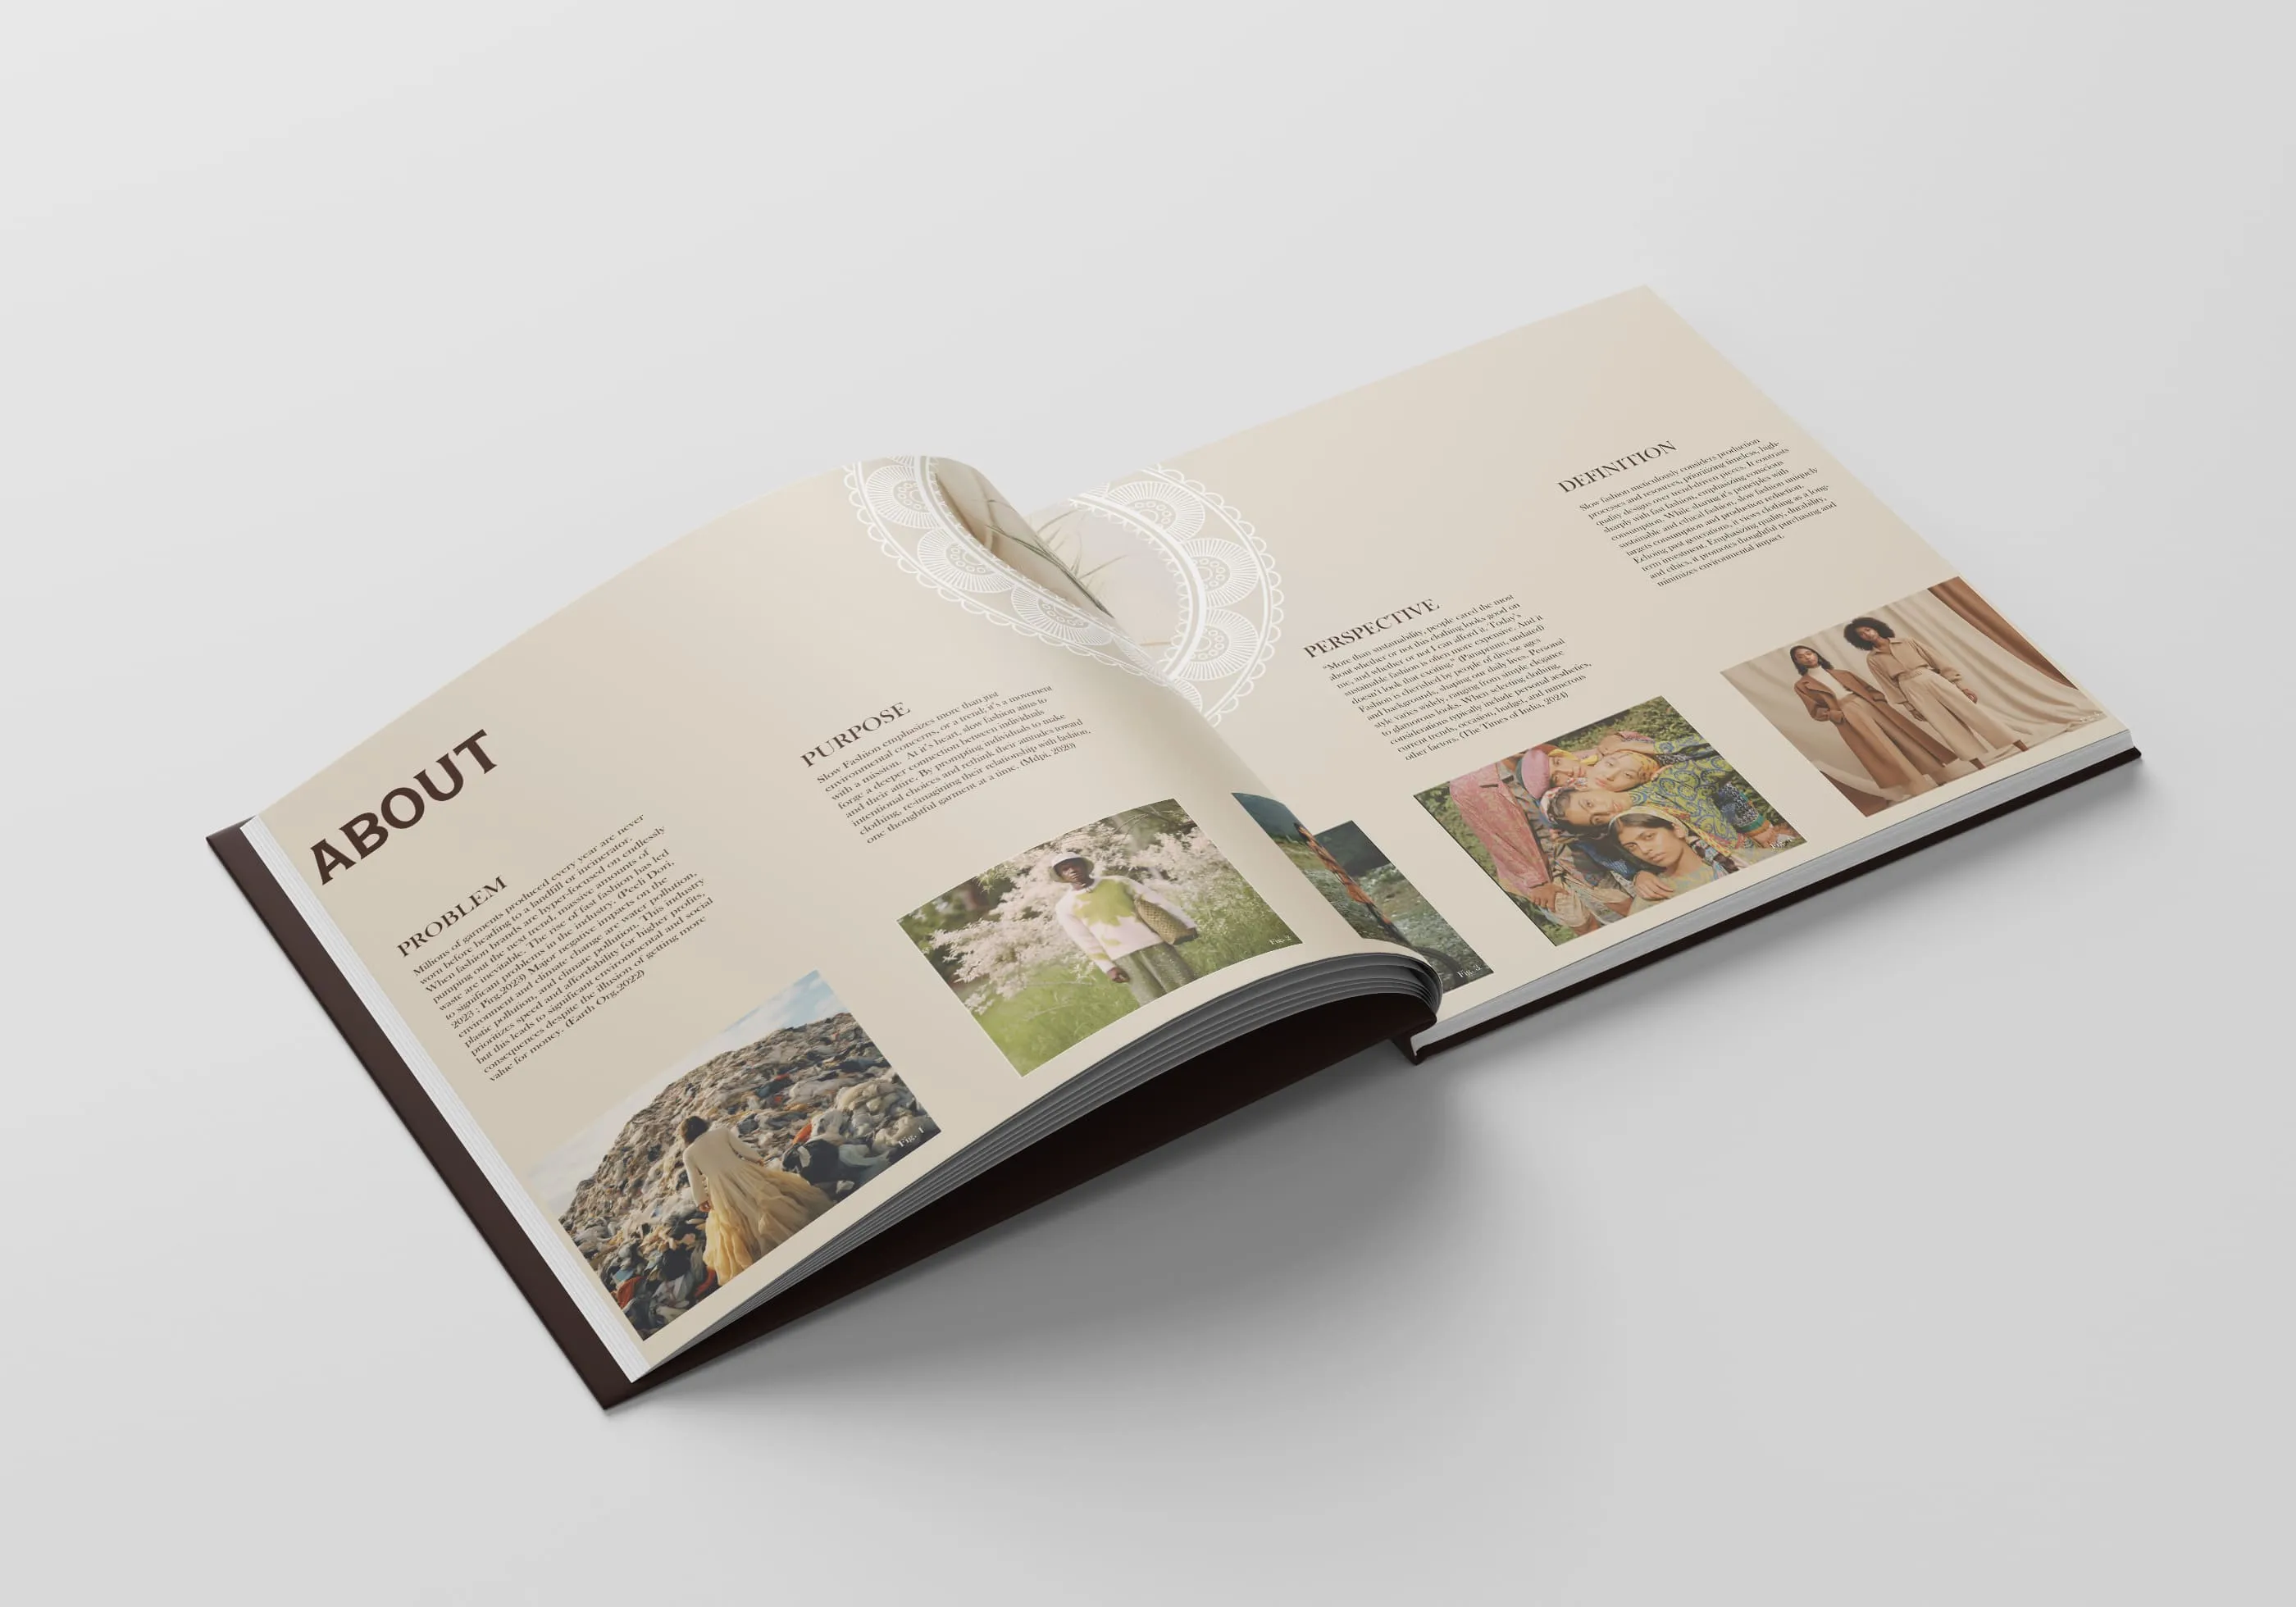 ABOUT
PROBLEM
Millions of garments produced every year are never
worn before heading to a landfill or incinerator.
When fashion brands are hyper-focused on endlessly
pumping out the next trend, massive amounts of
waste are inevitable. The rise of fast fashion has led
to significant problems in the industry. (Peeli Dori,
2023 ; Pirg,2021) Major negative impacts on the
environment and climate change are water pollution,
plastic pollution, and climate pollution. This industry
prioritizes speed and affordability for higher profits,
but this leads to significant environmental and social
consequences despite the illusion of getting more
value for money. (Earth Org,2022)
Fig. 1
PURPOSE
Slow Fashion emphasizes more than just
environmental concerns, or a trend; it's a movement
with a mission. At it's heart, slow fashion aims to
forge a deeper connection between individuals
and their attire. By prompting individuals to make
intentional choices and rethink their attitudes toward
clothing, re-imagining their relationship with fashion,
one thoughtful garment at a time. (Mdpi, 2020)
Fig. 2
Fig. 3
PERSPECTIVE
“More than sustainability, people cared the most
about whether or not this clothing looks good on
me, and whether or not I can afford it. Today's
sustainable fashion is often more expensive. And it
doesn't look that exciting.” (Panaprium, undated)
Fashion is cherished by people of diverse ages
and backgrounds, shaping our daily lives. Personal
style varies widely, ranging from simple elegance
to glamorous looks. When selecting clothing,
considerations typically include personal aesthetics,
current trends, occasion, budget, and numerous
other factors. (The Times of India, 2024)
Fig.
DEFINITION
Slow fashion meticulously considers production
processes and resources, prioritizing timeless, high-
quality designs over trend-driven pieces. It contrasts
sharply with fast fashion, emphasizing conscious
consumption. While sharing it's principles with
sustainable and ethical fashion, slow fashion uniquely
targets consumption and production reduction.
Echoing past generations, it views clothing as a long-
term investment. Emphasizing quality, durability,
and ethics, it promotes thoughtful purchasing and
minimizes environmental impact.